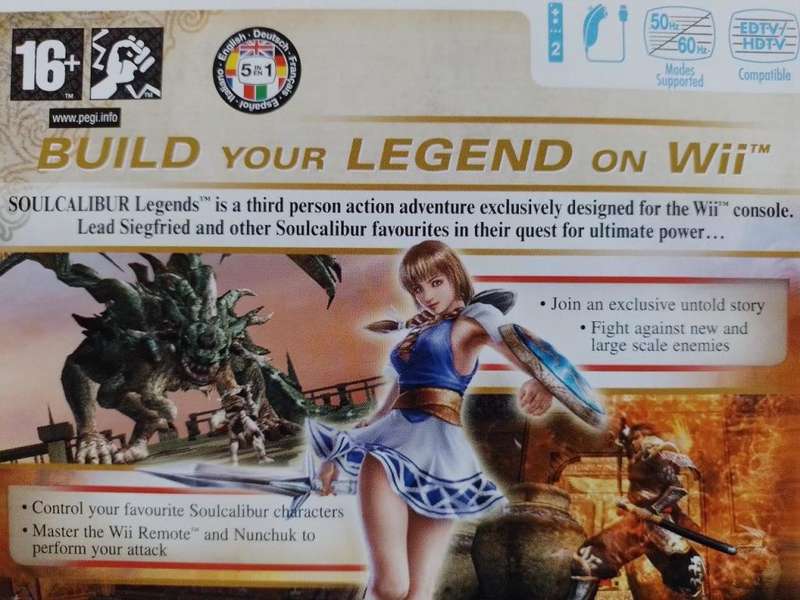 16+
™
www.pegi.info
English · Deutsch · Français · Español · Italiano
5 IN EN 1
2
50Hz
60Hz
Modes
Supported
EDTV/
HDTV
Compatible
BUILD YOUR LEGEND ON Wii™
SOULCALIBUR Legends™ is a third person action adventure exclusively designed for the Wii™ console.
Lead Siegfried and other Soulcalibur favourites in their quest for ultimate power…
• Join an exclusive untold story
• Fight against new and
large scale enemies
• Control your favourite Soulcalibur characters
• Master the Wii Remote™ and Nunchuk to
perform your attack